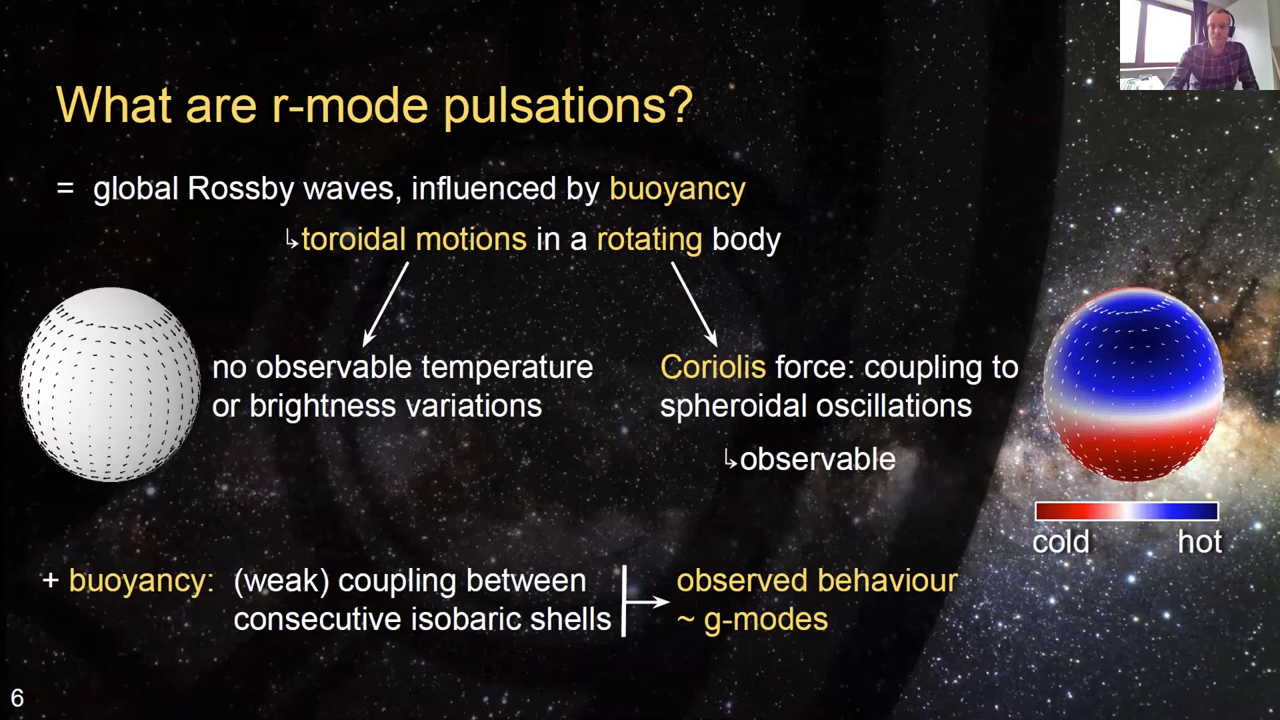 What are r-mode pulsations?
= global Rossby waves, influenced by buoyancy
↳toroidal motions in a rotating body
no observable temperature
or brightness variations
Coriolis force: coupling to
spheroidal oscillations
↳observable
cold hot
+ buoyancy: (weak) coupling between
consecutive isobaric shells
observed behaviour
~ g-modes
6